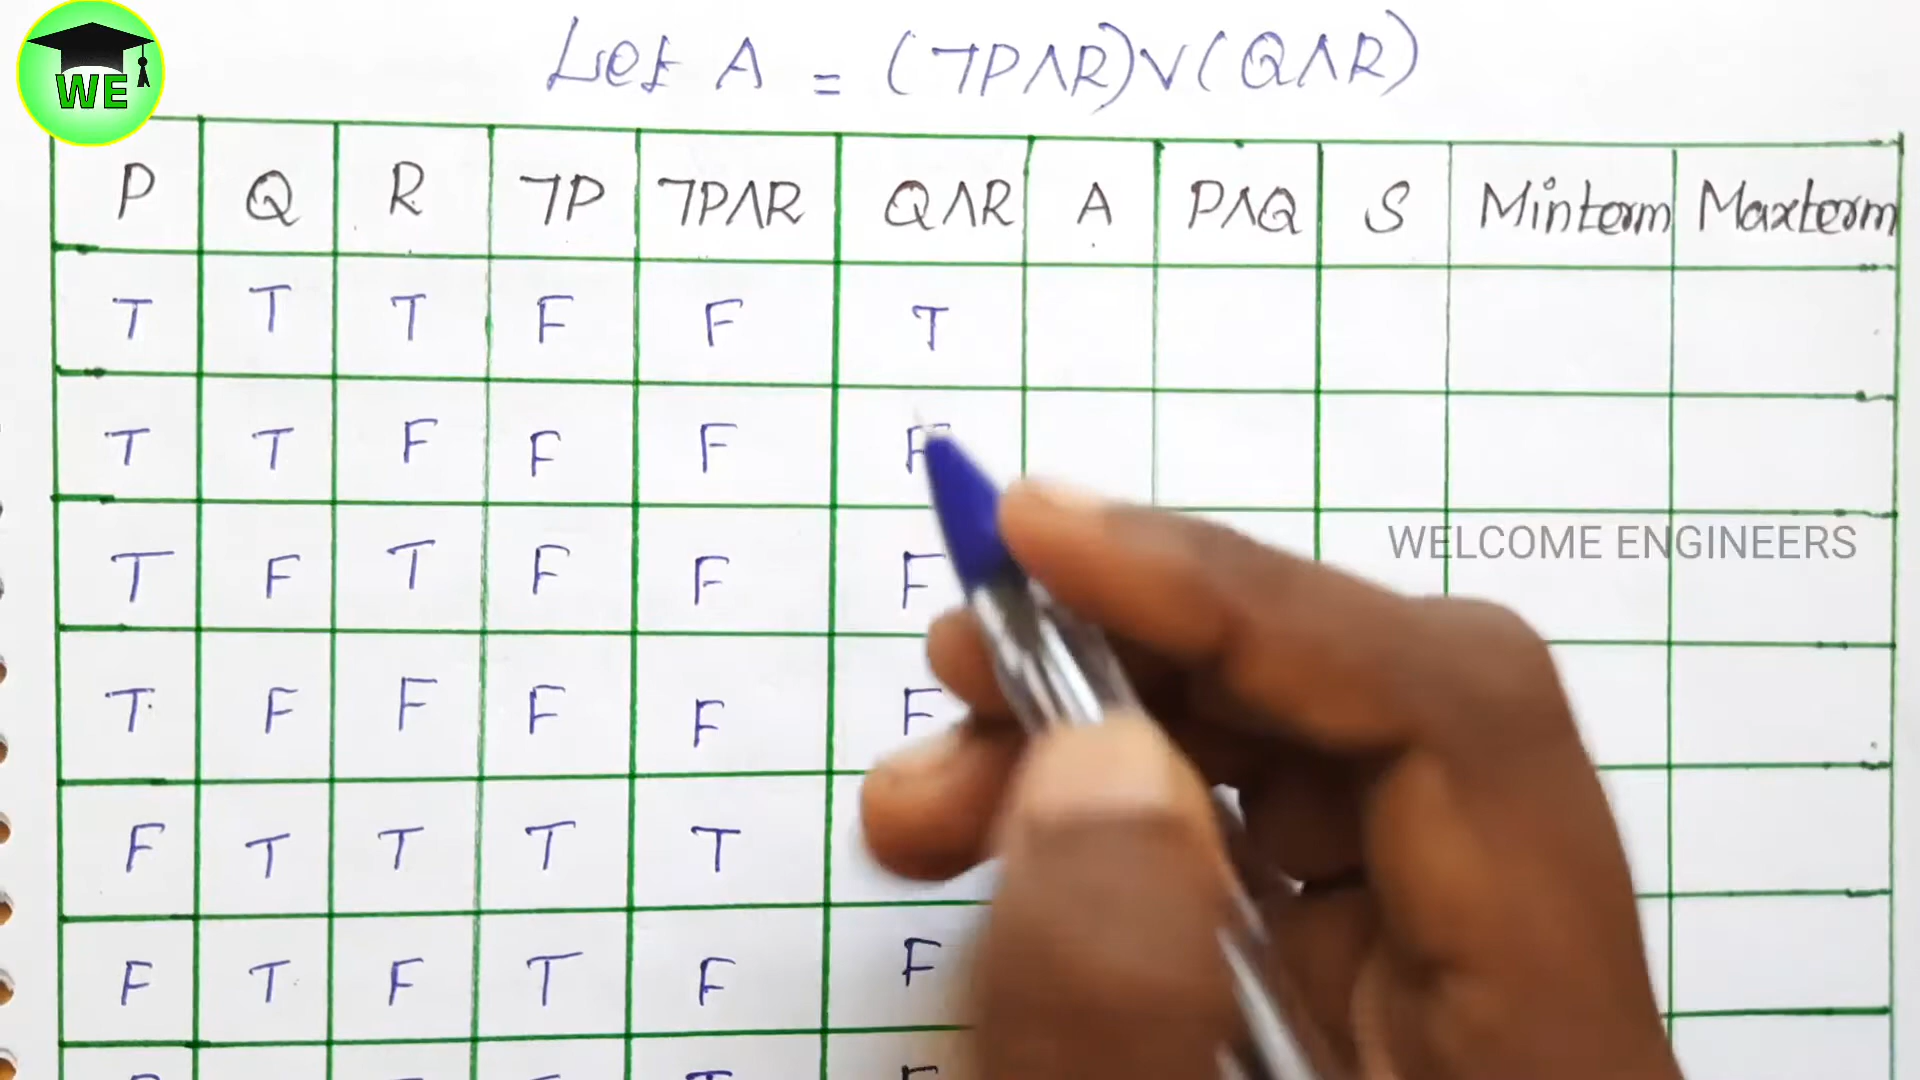 WE
Let A = (¬P∧R)∨(Q∧R)
P Q R ¬P ¬P∧R Q∧R A P∧Q S Minterm Maxterm
T T T F F T
T T F F F F
WELCOME ENGINEERS
T F T F F F
T F F F F F
F T T T T
F T F T F F